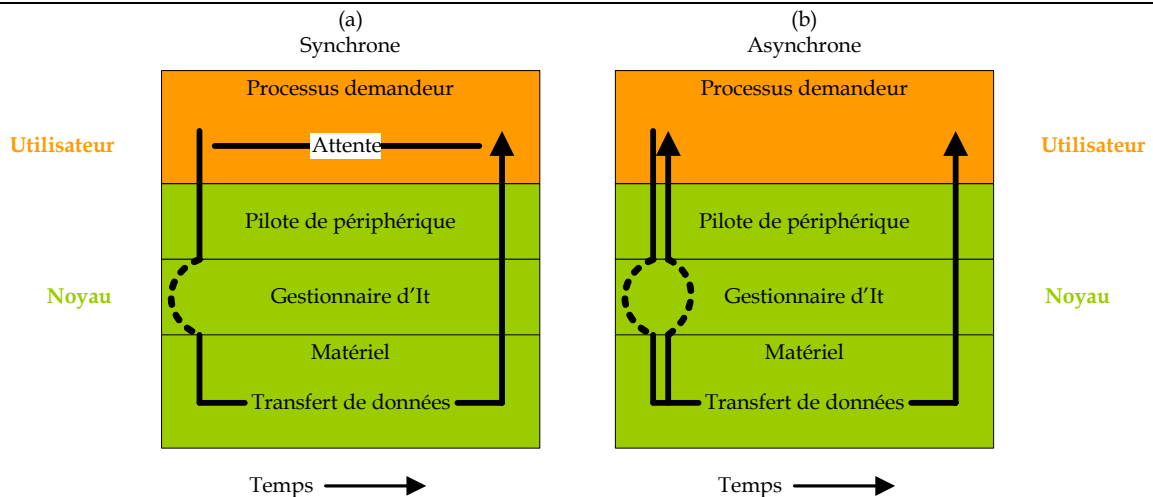 (a)
Synchrone
Processus demandeur
Utilisateur
Attente
Pilote de périphérique
Noyau
Gestionnaire d'It
Matériel
Transfert de données
Temps
(b)
Asynchrone
Processus demandeur
Utilisateur
Pilote de périphérique
Gestionnaire d'It
Noyau
Matériel
Transfert de données
Temps